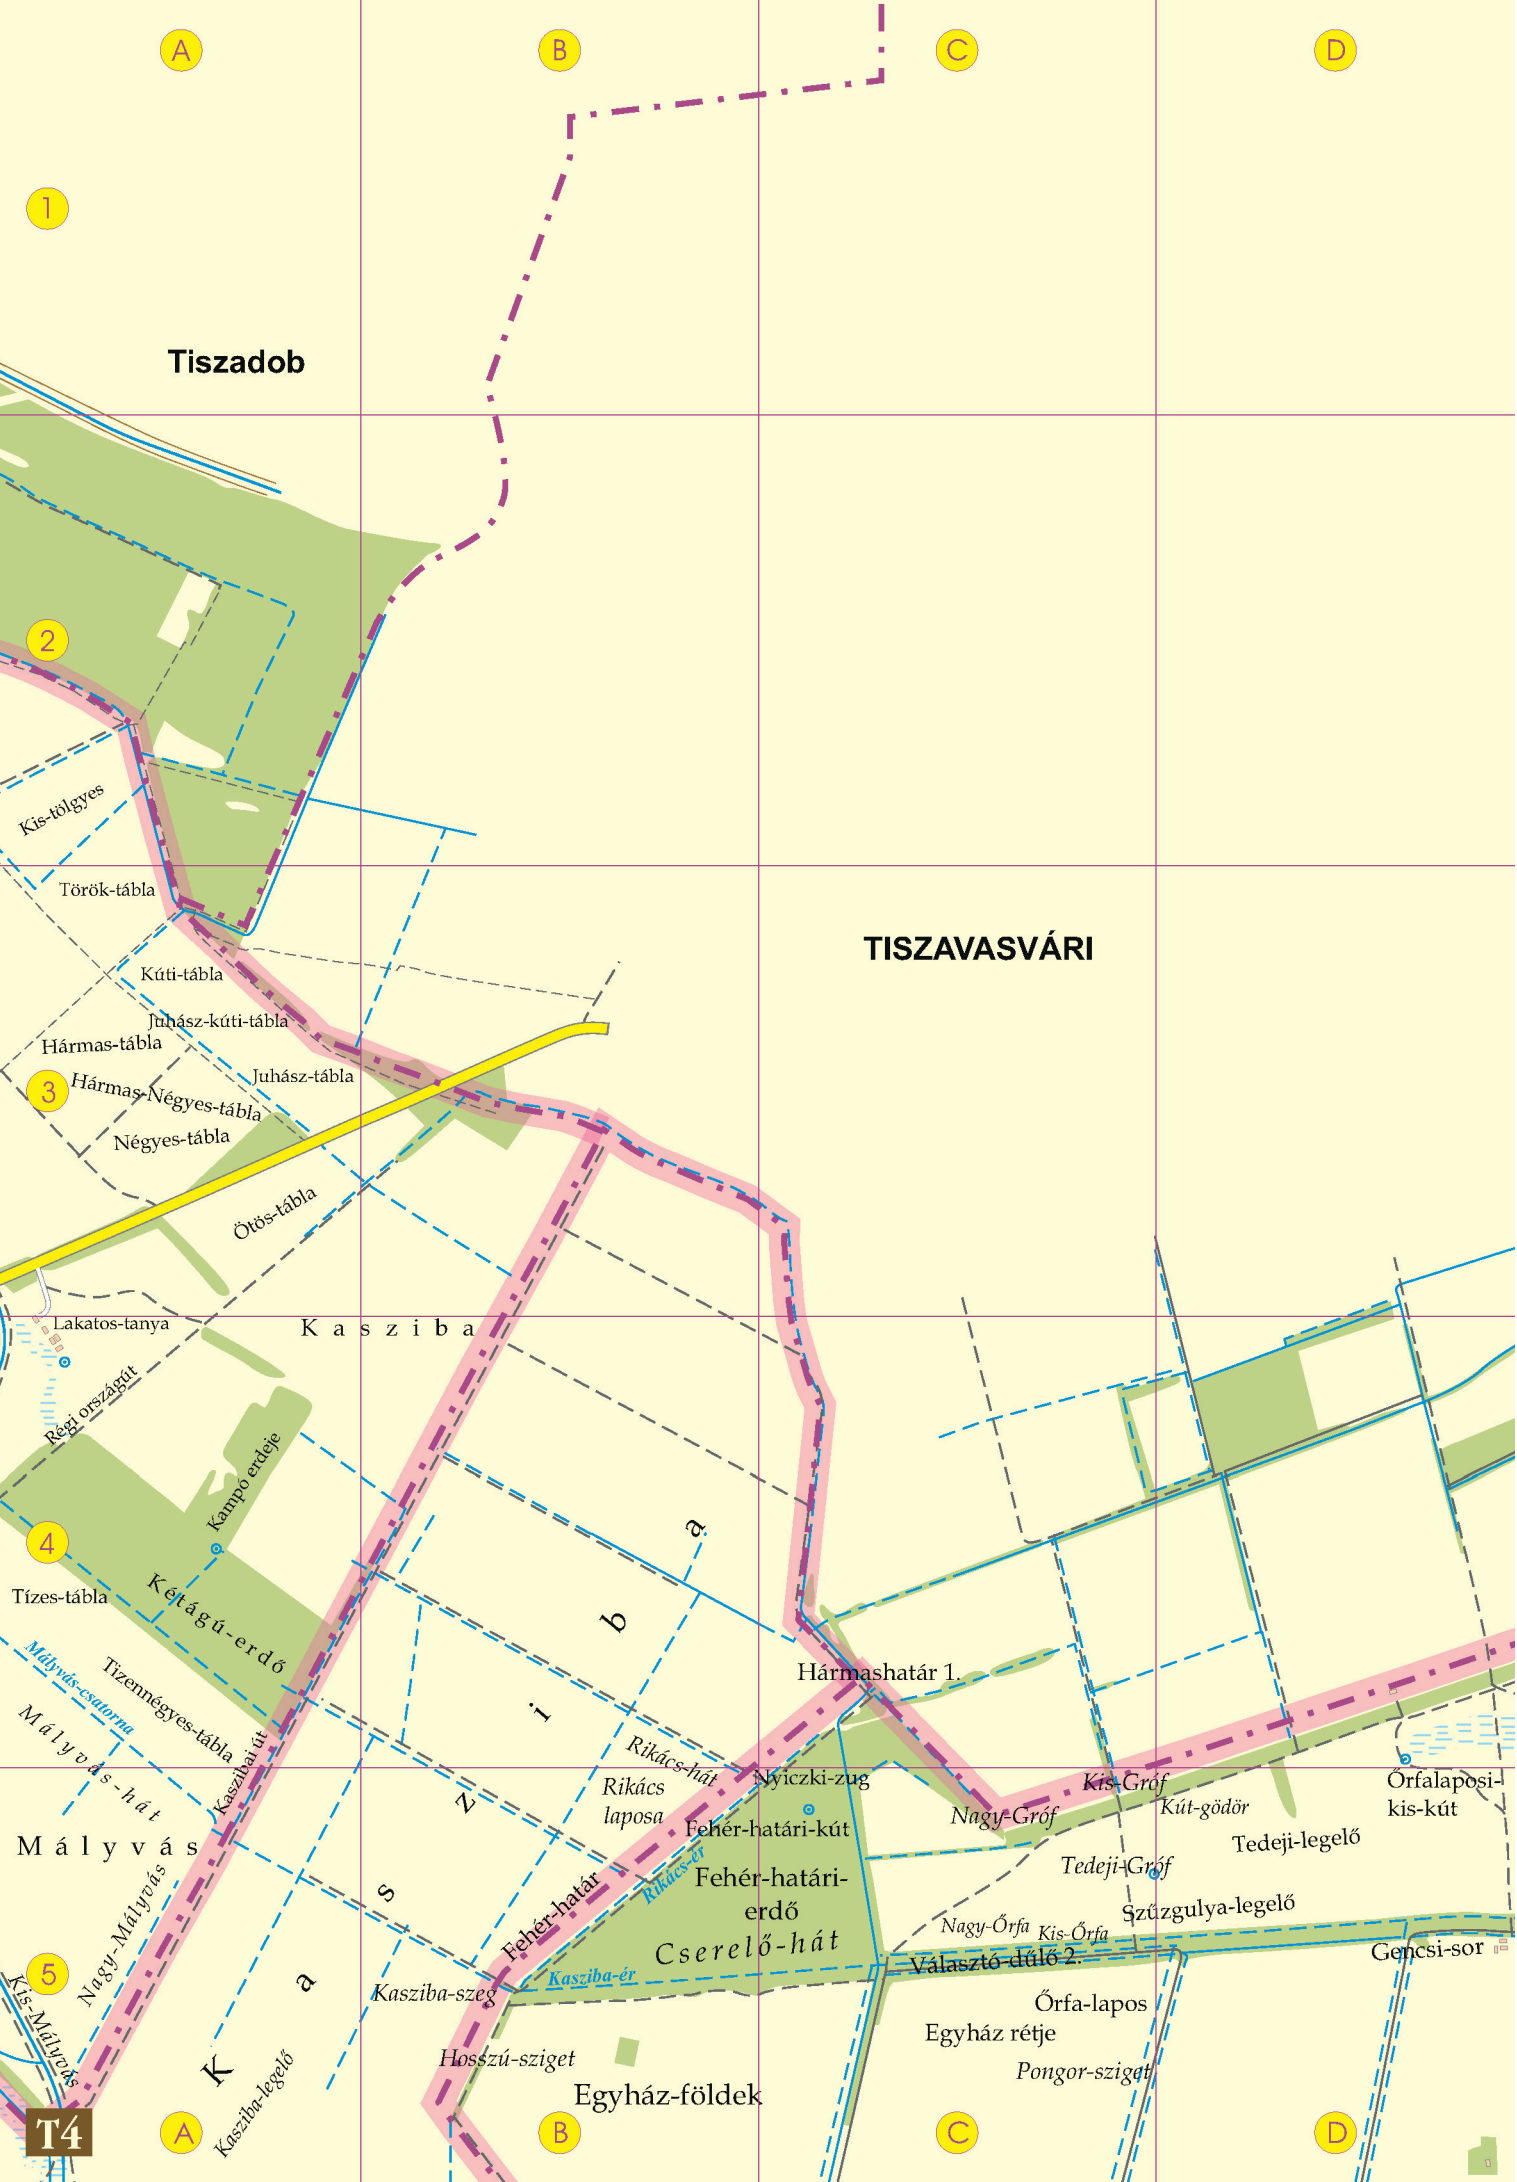 A
B
C
D
1
Tiszadob
2
Kis-tölgyes
Török-tábla
TISZAVASVÁRI
Kúti-tábla
Juhász-kúti-tábla
Hármas-tábla
Juhász-tábla
3
Hármas-Négyes-tábla
Négyes-tábla
Ötös-tábla
Lakatos-tanya
Kasziba
Régi országút
Kampó erdeje
4
Tízes-tábla
Kétágú-erdő
Mályvás-csatorna
Tizennégyes-tábla
Mályvás-hát
Kaszibai út
Hármashatár 1.
Rikács-hát
Rikács
laposa
Nyiczki-zug
Fehér-határi-kút
Nagy-Gróf
Kis-Gróf
Kút-gödör
Őrfalaposi-
kis-kút
Tedeji-legelő
Mályvás
Nagy-Mályvás
Rikács-ér
Fehér-határ
Fehér-határi-
erdő
Cserelő-hát
Tedeji-Gróf
Szűzgulya-legelő
Nagy-Őrfa
Kis-Őrfa
Választó-dűlő 2.
Gencsi-sor
5
Kis-Mályvás
Kasziba-szeg
Kasziba-ér
Őrfa-lapos
Egyház rétje
Pongor-sziget
Hosszú-sziget
Egyház-földek
Kasziba
Kasziba-legelő
T4
A
B
C
D